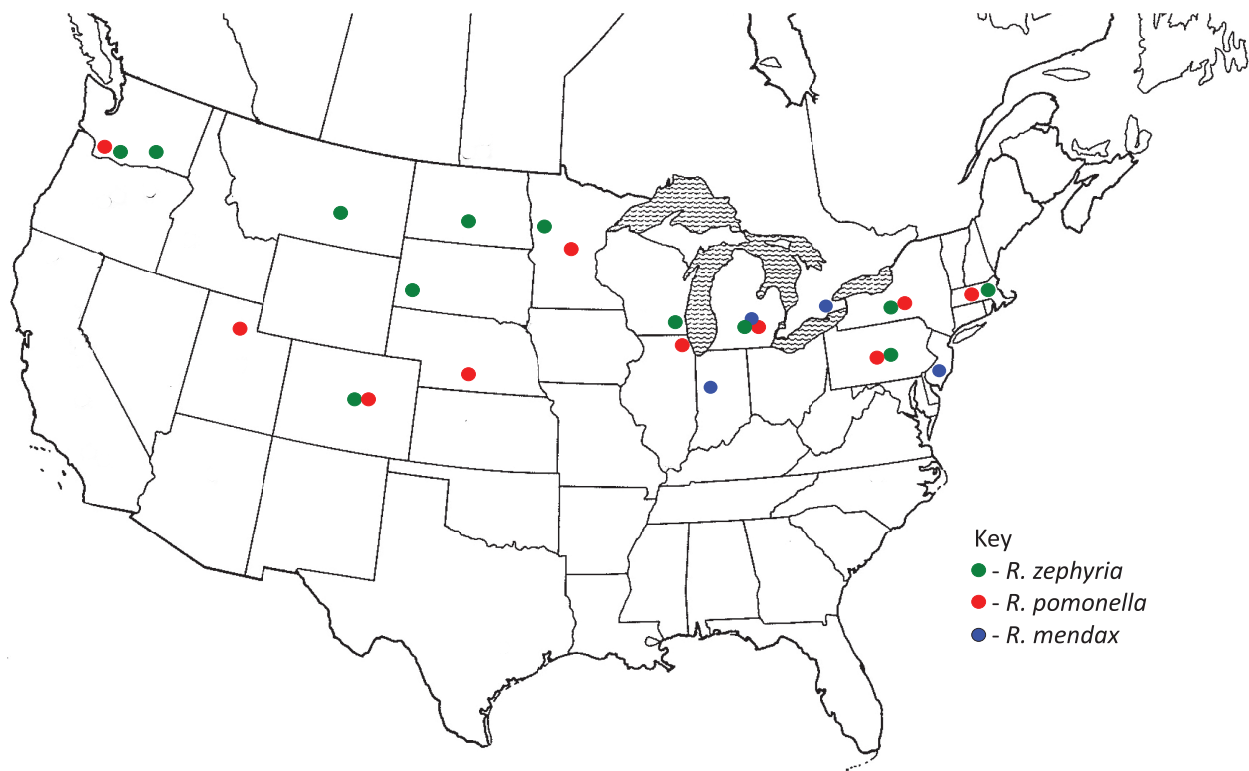 Key
- R. zephyria
- R. pomonella
- R. mendax